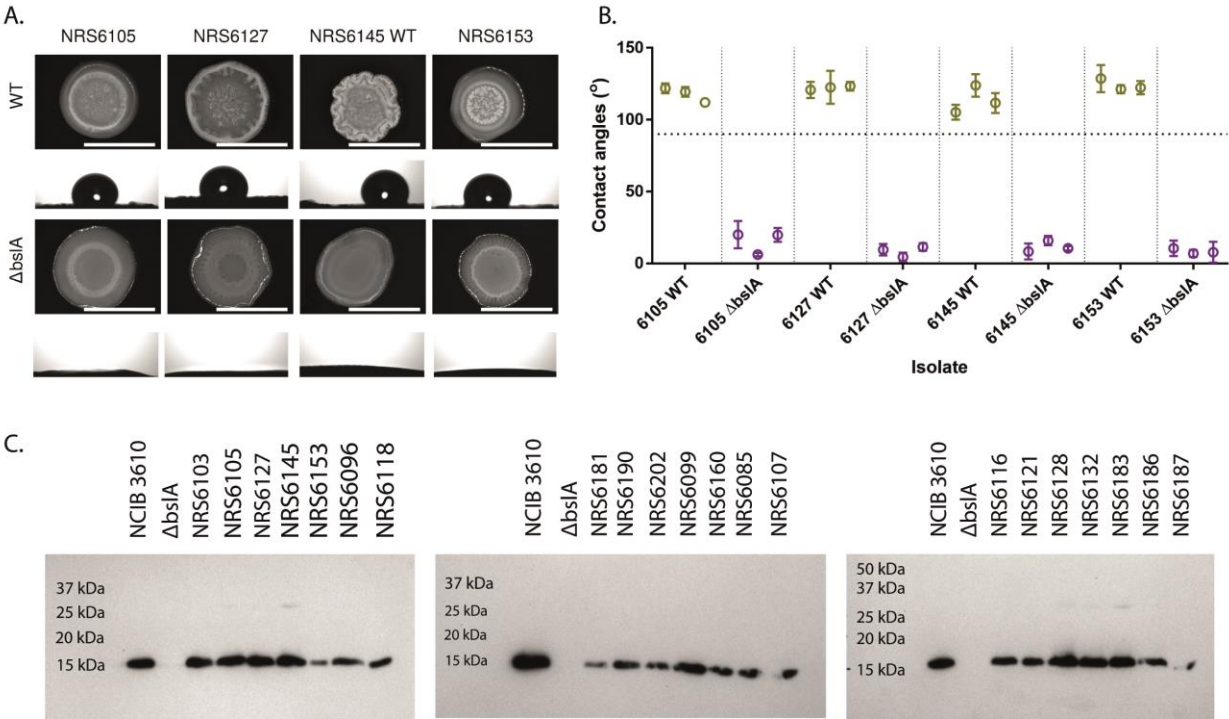 A.
NRS6105 NRS6127 NRS6145 WT NRS6153
WT
ΔbslA
B.
150
100
50
0
Contact angles (°)
6105 WT
6105 ΔbslA
6127 WT
6127 ΔbslA
6145 WT
6145 ΔbslA
6153 WT
6153 ΔbslA
Isolate
C.
NCIB 3610
ΔbslA
NRS6103
NRS6105
NRS6127
NRS6145
NRS6153
NRS6096
NRS6118
37 kDa
25 kDa
20 kDa
15 kDa
NCIB 3610
ΔbslA
NRS6181
NRS6190
NRS6202
NRS6099
NRS6160
NRS6085
NRS6107
37 kDa
25 kDa
20 kDa
15 kDa
NCIB 3610
ΔbslA
NRS6116
NRS6121
NRS6128
NRS6132
NRS6183
NRS6186
NRS6187
50 kDa
37 kDa
25 kDa
20 kDa
15 kDa